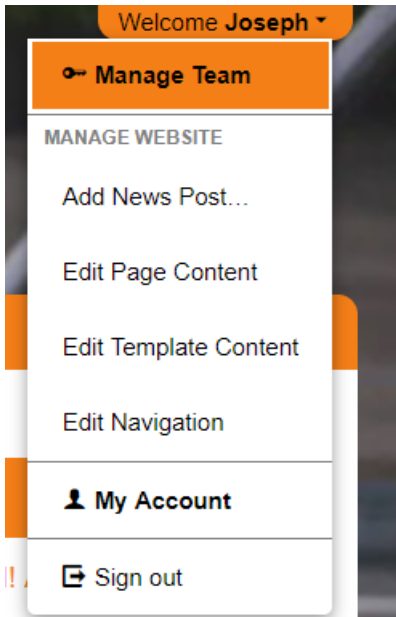 Welcome Joseph
Manage Team
MANAGE WEBSITE
Add News Post...
Edit Page Content
Edit Template Content
Edit Navigation
My Account
!!
Sign out